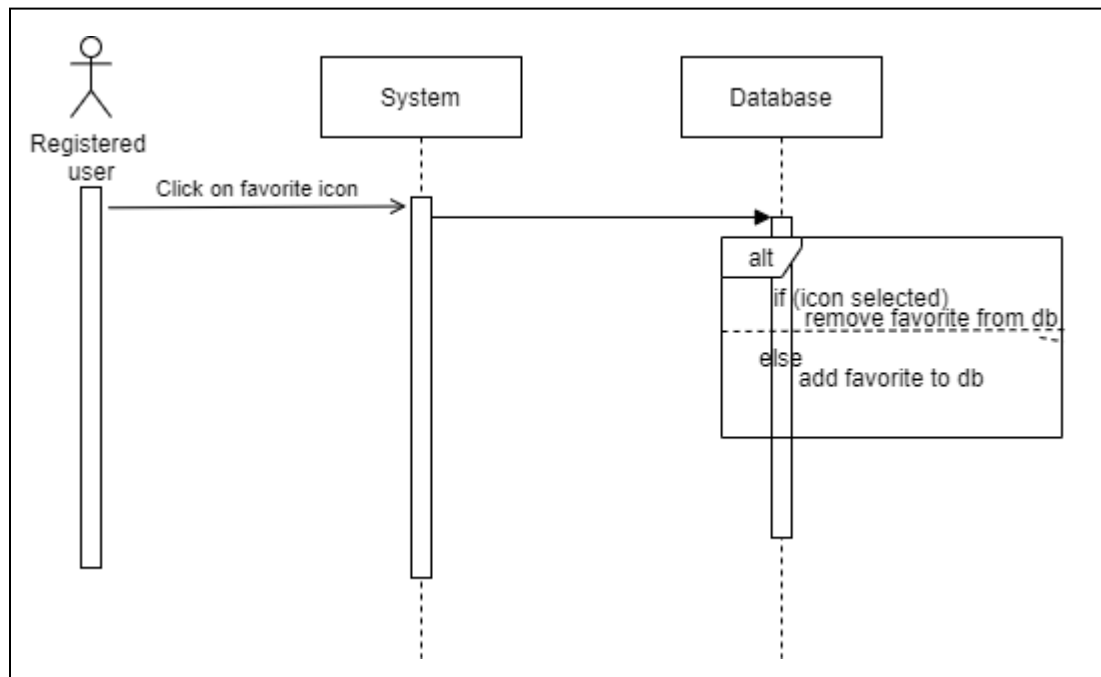 System
Database
Registered
user
Click on favorite icon
alt
if (icon selected)
remove favorite from db
else
add favorite to db